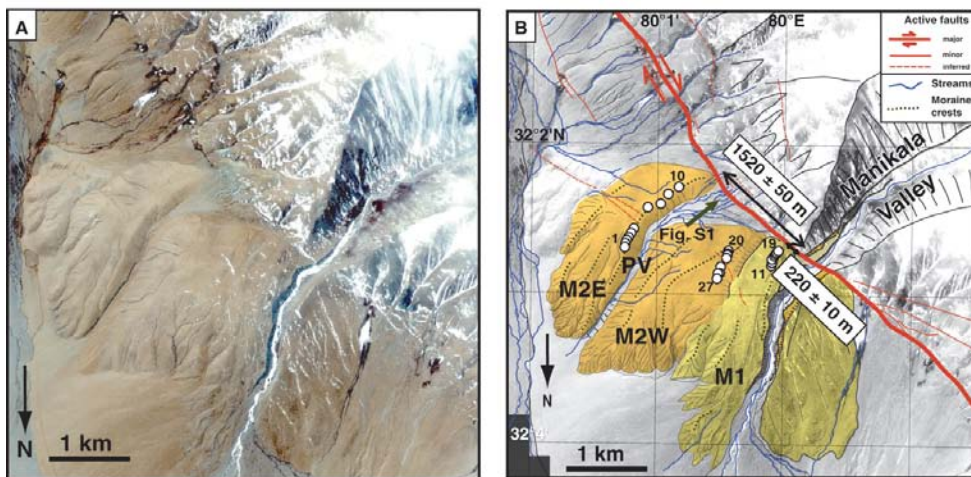 A
N
1 km
B
80°1' 80°E
Active faults
major
minor
inferred
Streams
Moraine
crests
32°2'N
1520 ± 50 m
Manikala
Valley
10
Fig. S1
1
20
19
PV
11
27
M2E
220 ± 10 m
M2W
M1
N
32°4'
1 km